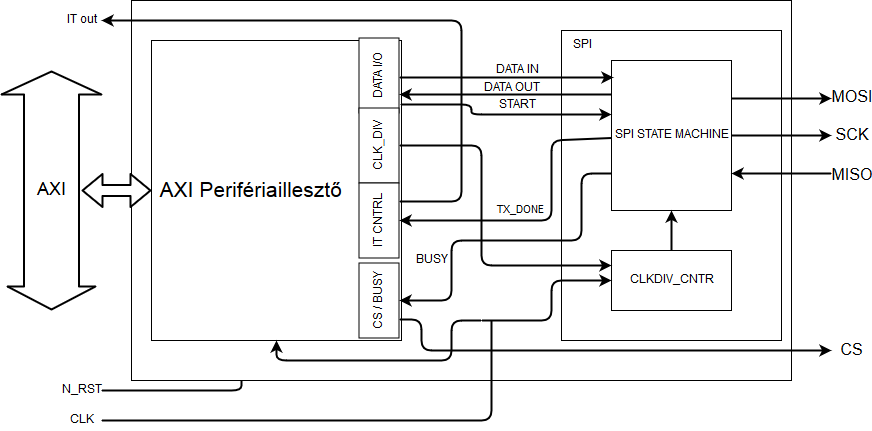 IT out
SPI
DATA I/O
DATA IN
DATA OUT
START
MOSI
CLK_DIV
SPI STATE MACHINE
SCK
AXI
AXI Perifériaillesztő
MISO
IT CNTRL
TX_DONE
BUSY
CLKDIV_CNTR
CS / BUSY
CS
N_RST
CLK